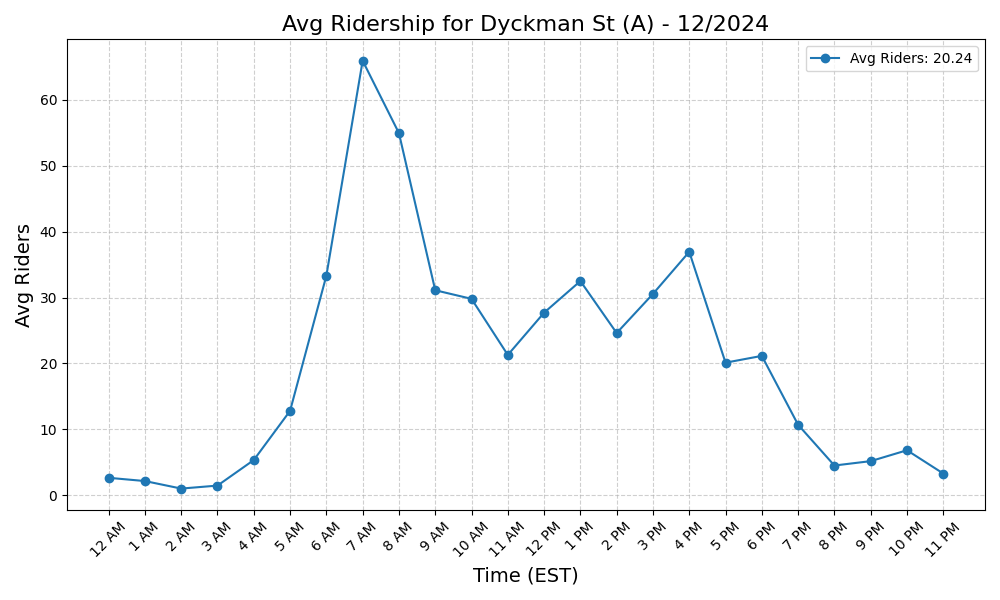 Avg Ridership for Dyckman St (A) - 12/2024
Avg Riders: 20.24
Avg Riders
60
50
40
30
20
10
0
12 AM
1 AM
2 AM
3 AM
4 AM
5 AM
6 AM
7 AM
8 AM
9 AM
10 AM
11 AM
12 PM
1 PM
2 PM
3 PM
4 PM
5 PM
6 PM
7 PM
8 PM
9 PM
10 PM
11 PM
Time (EST)